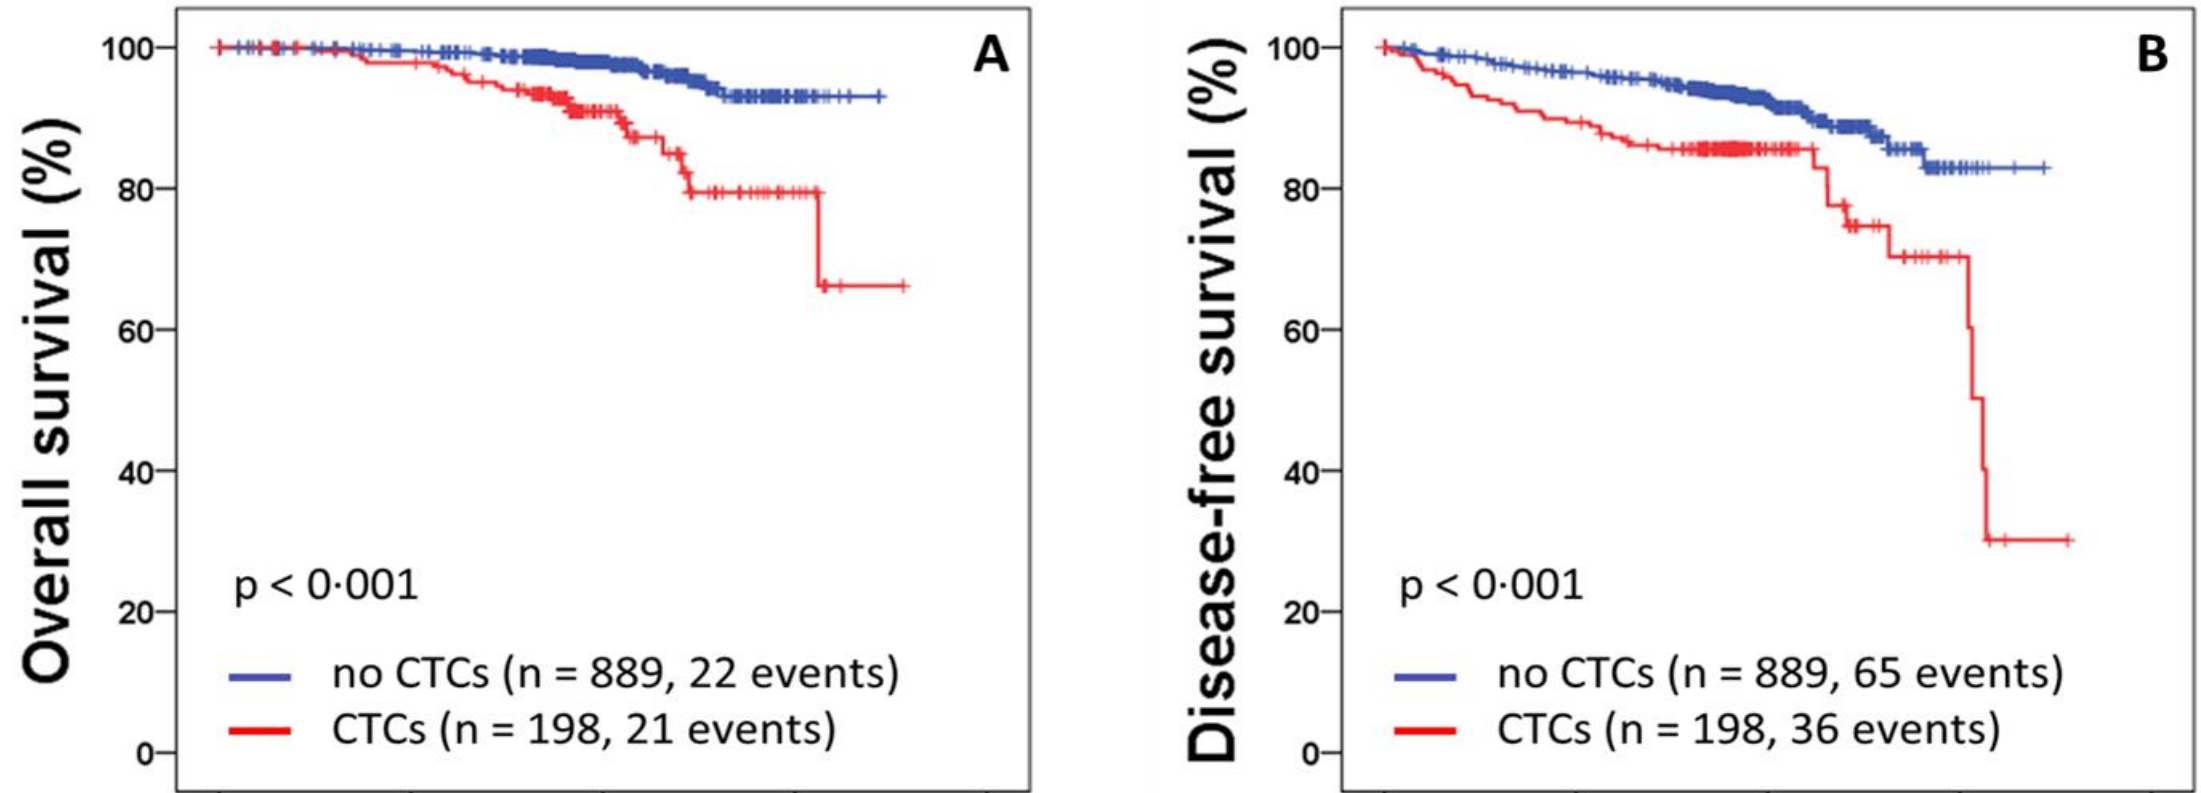 Overall survival (%)
100
80
60
40
20
0
A
p < 0·001
no CTCs (n = 889, 22 events)
CTCs (n = 198, 21 events)
Disease-free survival (%)
100
80
60
40
20
0
B
p < 0·001
no CTCs (n = 889, 65 events)
CTCs (n = 198, 36 events)